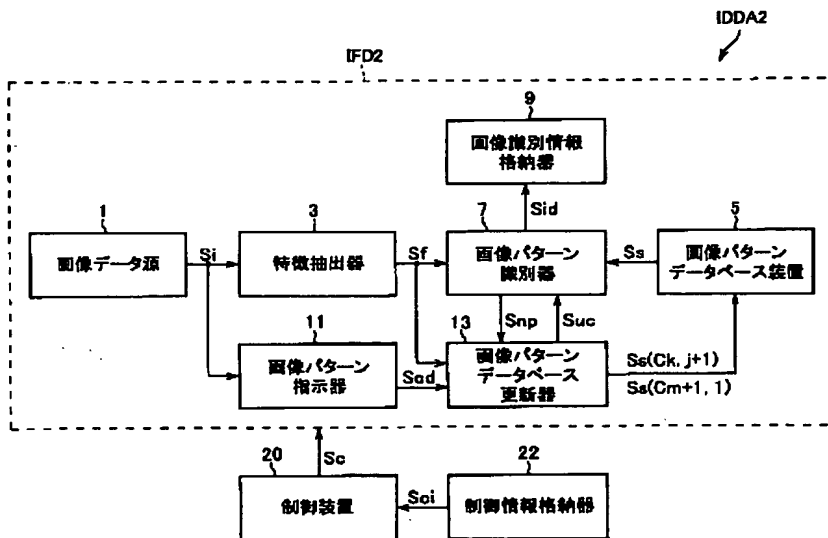 IDDA2
IFD2
9
画像識別情報
格納器
1
画像データ源
Si
3
特徴抽出器
Sf
7
画像パターン
識別器
Sid
Ss
5
画像パターン
データベース装置
11
画像パターン
指示器
Sad
Snp
Suc
13
画像パターン
データベース
更新器
Ss(Ck, j+1)
Ss(Cm+1, 1)
Sc
20
制御装置
Sci
22
制御情報格納器